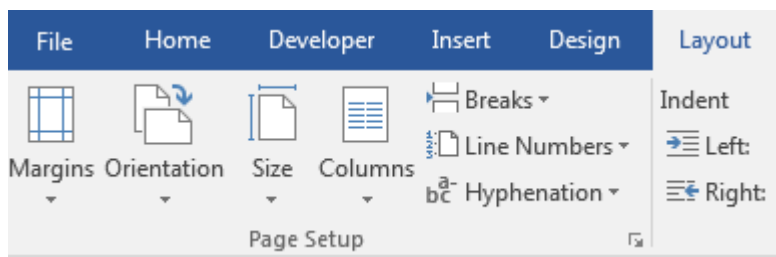 File Home Developer Insert Design Layout
Breaks Indent
Line Numbers Left:
Margins Orientation Size Columns
Hyphenation Right:
Page Setup